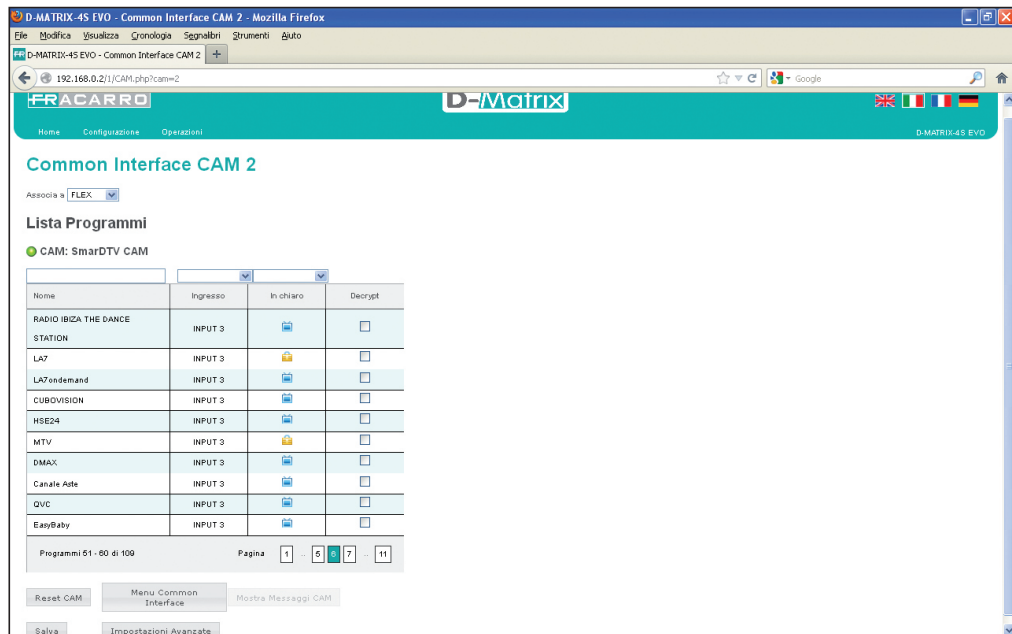 D-MATRIX-4S EVO - Common Interface CAM 2 - Mozilla Firefox
File Modifica Visualizza Cronologia Segnalibri Strumenti Aiuto
FR D-MATRIX-4S EVO - Common Interface CAM 2 +
192.168.0.2/1/CAM.php?cam=2 Google
FRACARRO D-Matrix
Home Configurazione Operazioni D-MATRIX-4S EVO
Common Interface CAM 2
Associa a FLEX
Lista Programmi
CAM: SmarDTV CAM
Nome Ingresso In chiaro Decrypt
RADIO IBIZA THE DANCE
STATION INPUT 3
LA7 INPUT 3
LA7ondemand INPUT 3
CUBOVISION INPUT 3
HSE24 INPUT 3
MTV INPUT 3
DMAX INPUT 3
Canale Aste INPUT 3
QVC INPUT 3
EasyBaby INPUT 3
Programmi 51 - 60 di 109 Pagina 1 .. 5 6 7 .. 11
Reset CAM Menu Common
Interface Mostra Messaggi CAM
Salva Impostazioni Avanzate